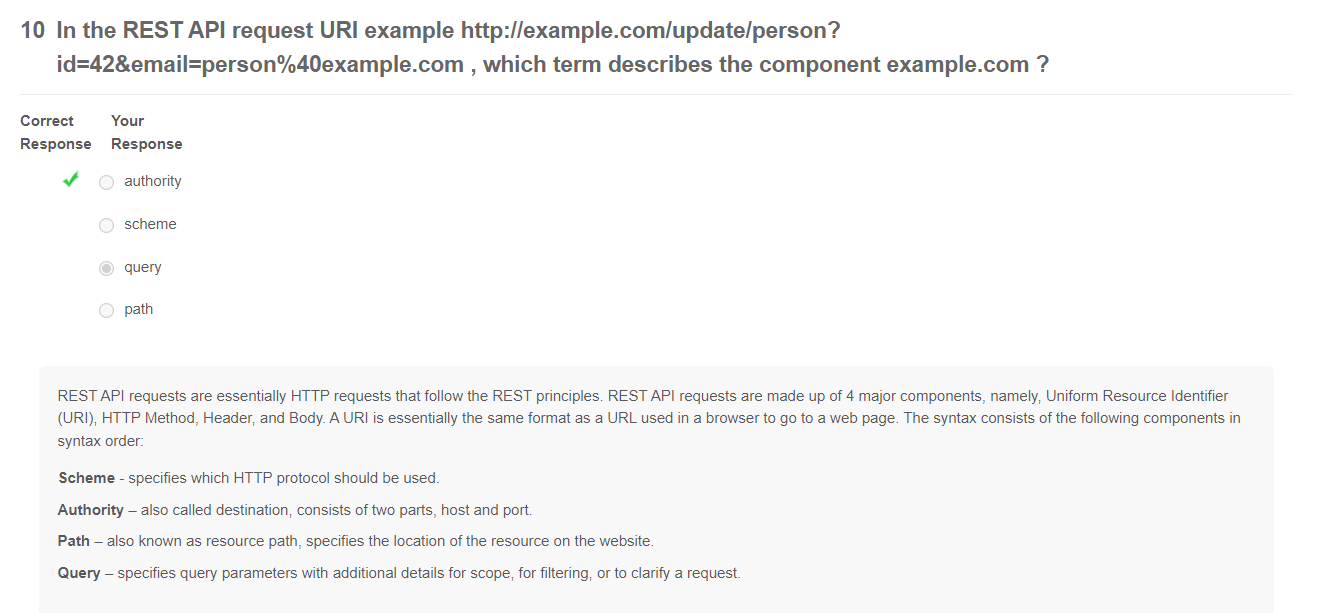 10 In the REST API request URI example http://example.com/update/person?
id=42&email=person%40example.com , which term describes the component example.com ?
Correct Your
Response Response
authority
scheme
query
path
REST API requests are essentially HTTP requests that follow the REST principles. REST API requests are made up of 4 major components, namely, Uniform Resource Identifier
(URI), HTTP Method, Header, and Body. A URI is essentially the same format as a URL used in a browser to go to a web page. The syntax consists of the following components in
syntax order:
Scheme - specifies which HTTP protocol should be used.
Authority – also called destination, consists of two parts, host and port.
Path – also known as resource path, specifies the location of the resource on the website.
Query – specifies query parameters with additional details for scope, for filtering, or to clarify a request.